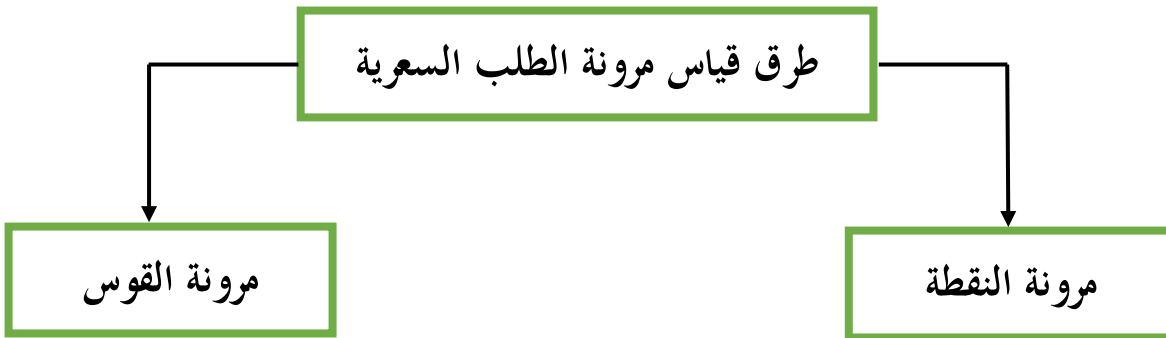 طرق قياس مرونة الطلب السعرية
مرونة النقطة
مرونة القوس